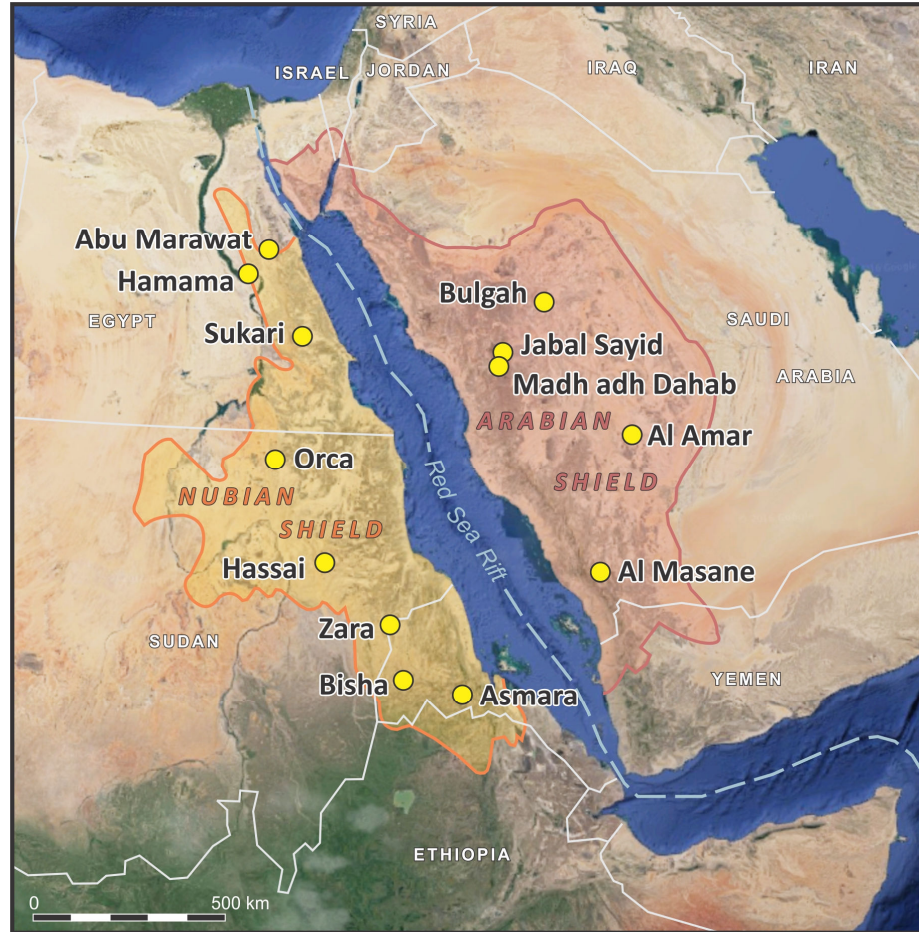 SYRIA
ISRAEL
JORDAN
IRAQ
IRAN
Abu Marawat
Hamama
EGYPT
Sukari
Bulgah
SAUDI
ARABIA
Jabal Sayid
Madh adh Dahab
ARABIAN
SHIELD
Al Amar
Orca
NUBIAN
SHIELD
Red Sea Rift
Hassai
Al Masane
Zara
SUDAN
Bisha
Asmara
YEMEN
ETHIOPIA
0 500 km